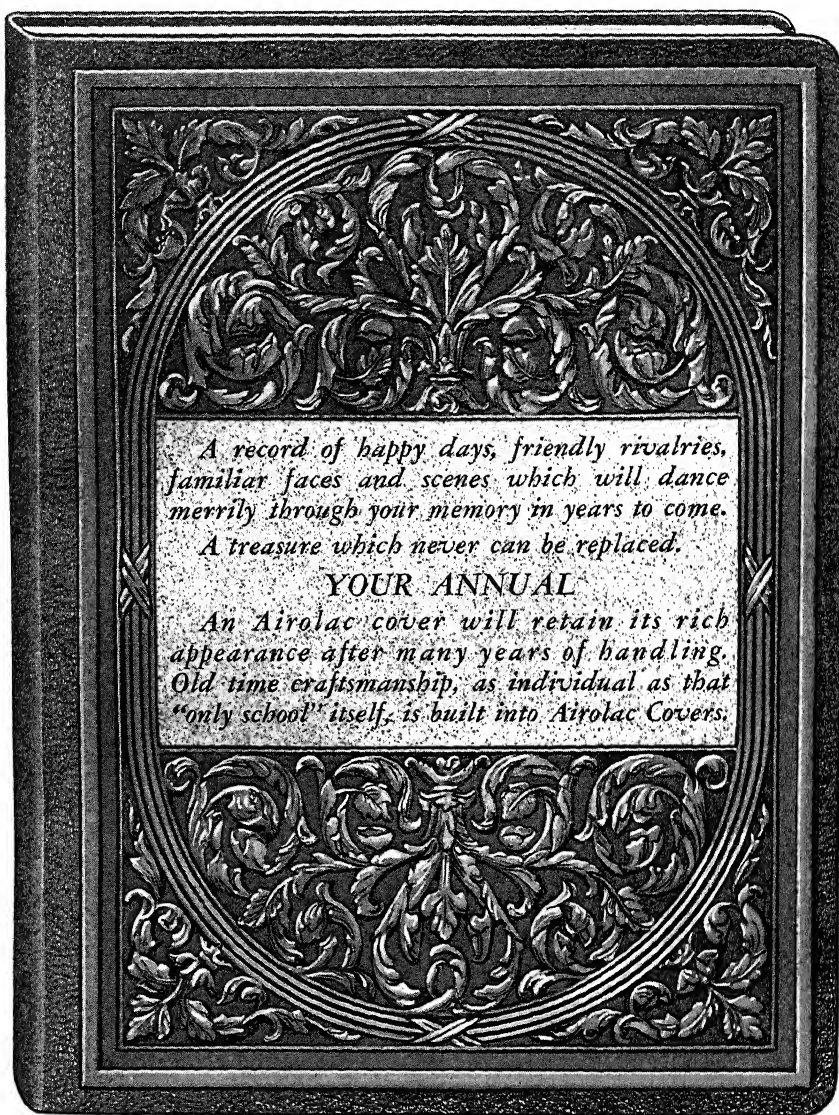 A record of happy days, friendly rivalries,
familiar faces and scenes which will dance
merrily through your memory in years to come.
A treasure which never can be replaced.
YOUR ANNUAL
An Airolac cover will retain its rich
appearance after many years of handling.
Old time craftsmanship, as individual as that
"only school" itself, is built into Airolac Covers.